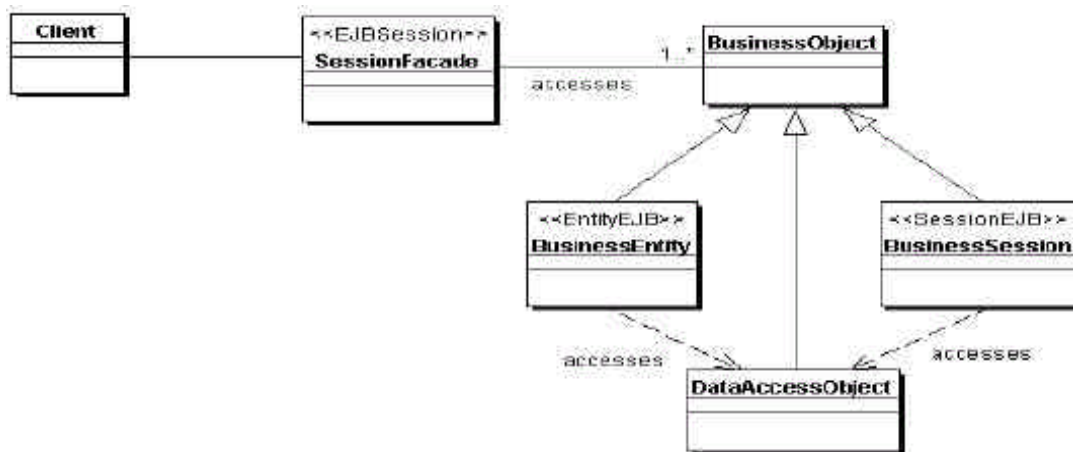 Client
<<EJBSession>>
SessionFacade
1..*
accesses
BusinessObject
<<EntityEJB>>
BusinessEntity
<<SessionEJB>>
BusinessSession
accesses
accesses
DataAccessObject